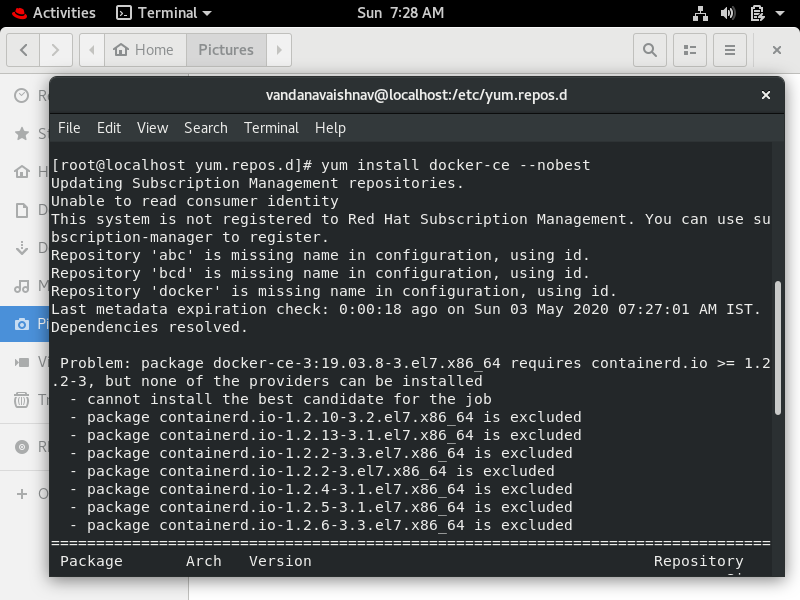 Activities
Terminal
Sun 7:28 AM
Home
Pictures
vandanavaishnav@localhost:/etc/yum.repos.d
File Edit View Search Terminal Help
[root@localhost yum.repos.d]# yum install docker-ce --nobest
Updating Subscription Management repositories.
Unable to read consumer identity
This system is not registered to Red Hat Subscription Management. You can use su
bscription-manager to register.
Repository 'abc' is missing name in configuration, using id.
Repository 'bcd' is missing name in configuration, using id.
Repository 'docker' is missing name in configuration, using id.
Last metadata expiration check: 0:00:18 ago on Sun 03 May 2020 07:27:01 AM IST.
Dependencies resolved.
Problem: package docker-ce-3:19.03.8-3.el7.x86_64 requires containerd.io >= 1.2
.2-3, but none of the providers can be installed
- cannot install the best candidate for the job
- package containerd.io-1.2.10-3.2.el7.x86_64 is excluded
- package containerd.io-1.2.13-3.1.el7.x86_64 is excluded
- package containerd.io-1.2.2-3.3.el7.x86_64 is excluded
- package containerd.io-1.2.2-3.el7.x86_64 is excluded
- package containerd.io-1.2.4-3.1.el7.x86_64 is excluded
- package containerd.io-1.2.5-3.1.el7.x86_64 is excluded
- package containerd.io-1.2.6-3.3.el7.x86_64 is excluded
================================================================================
Package Arch Version Repository